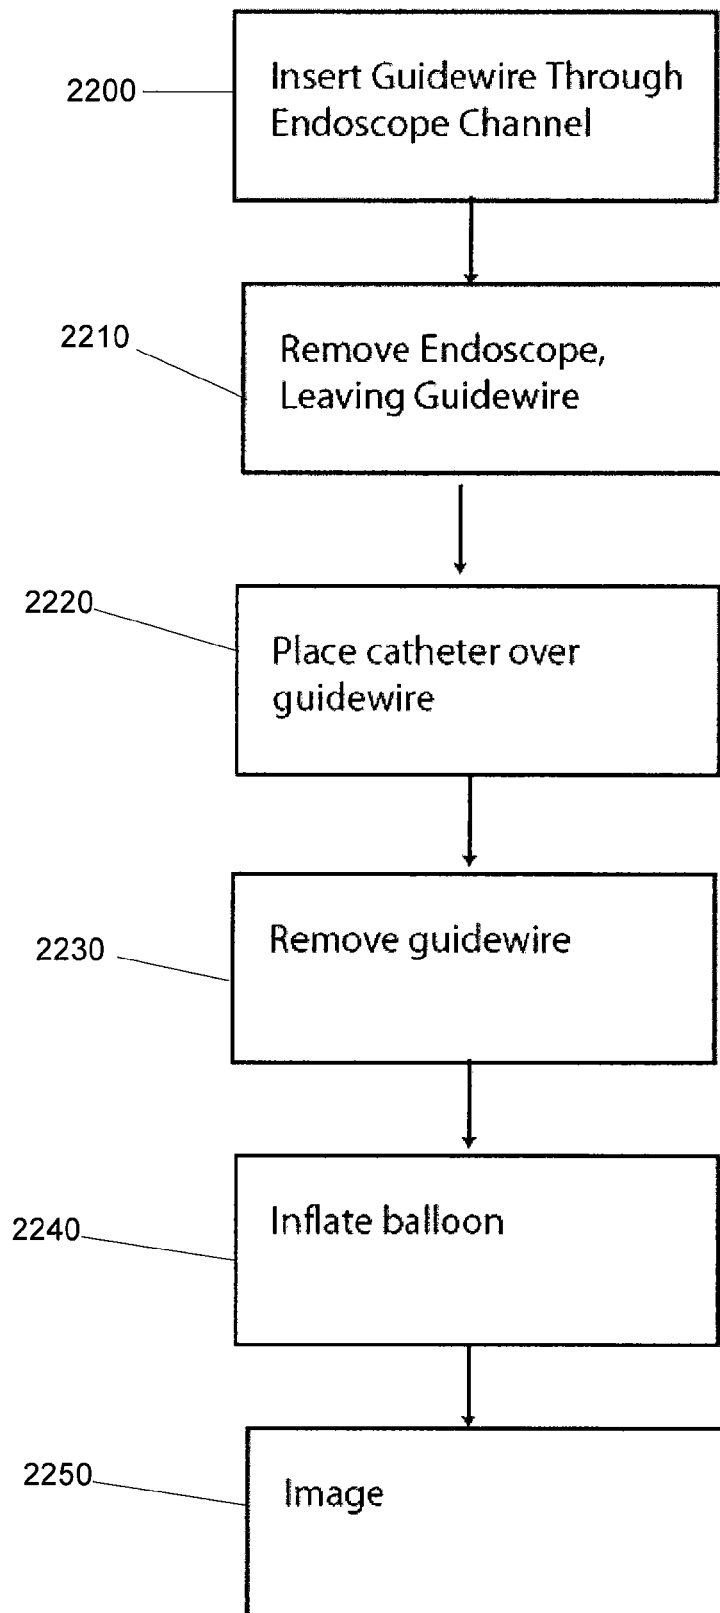 2200
Insert Guidewire Through
Endoscope Channel
2210
Remove Endoscope,
Leaving Guidewire
2220
Place catheter over
guidewire
2230
Remove guidewire
2240
Inflate balloon
2250
Image